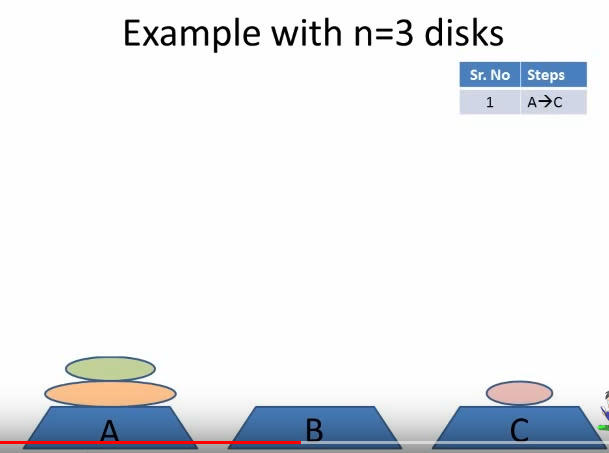 Example with n=3 disks
Sr. No Steps
1 A→C
A B C